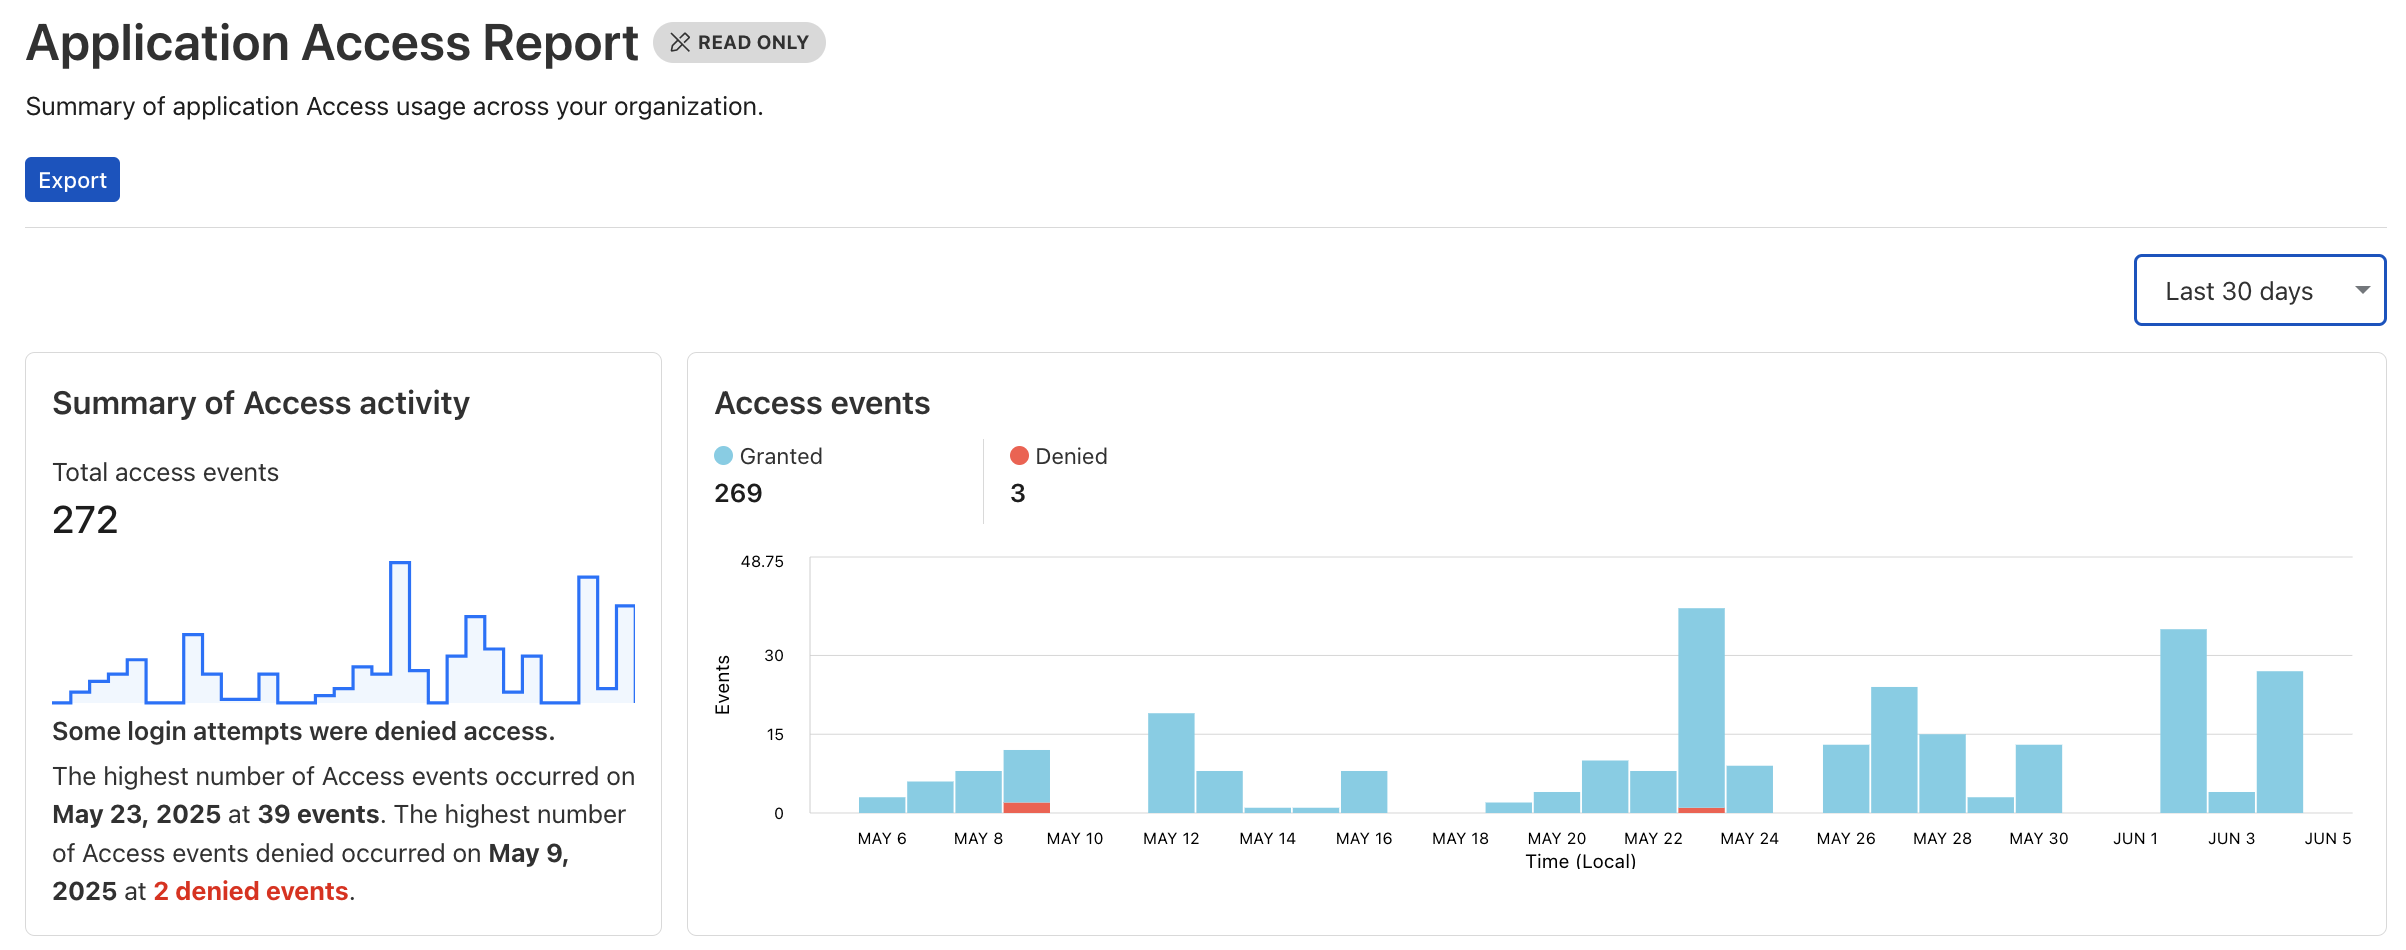 Application Access Report
READ ONLY
Summary of application Access usage across your organization.
Export
Last 30 days
Summary of Access activity
Total access events
272
Some login attempts were denied access.
The highest number of Access events occurred on
May 23, 2025 at 39 events. The highest number
of Access events denied occurred on May 9,
2025 at 2 denied events.
Access events
Granted
269
Denied
3
48.75
30
15
0
Events
MAY 6 MAY 8 MAY 10 MAY 12 MAY 14 MAY 16 MAY 18 MAY 20 MAY 22 MAY 24 MAY 26 MAY 28 MAY 30 JUN 1 JUN 3 JUN 5
Time (Local)